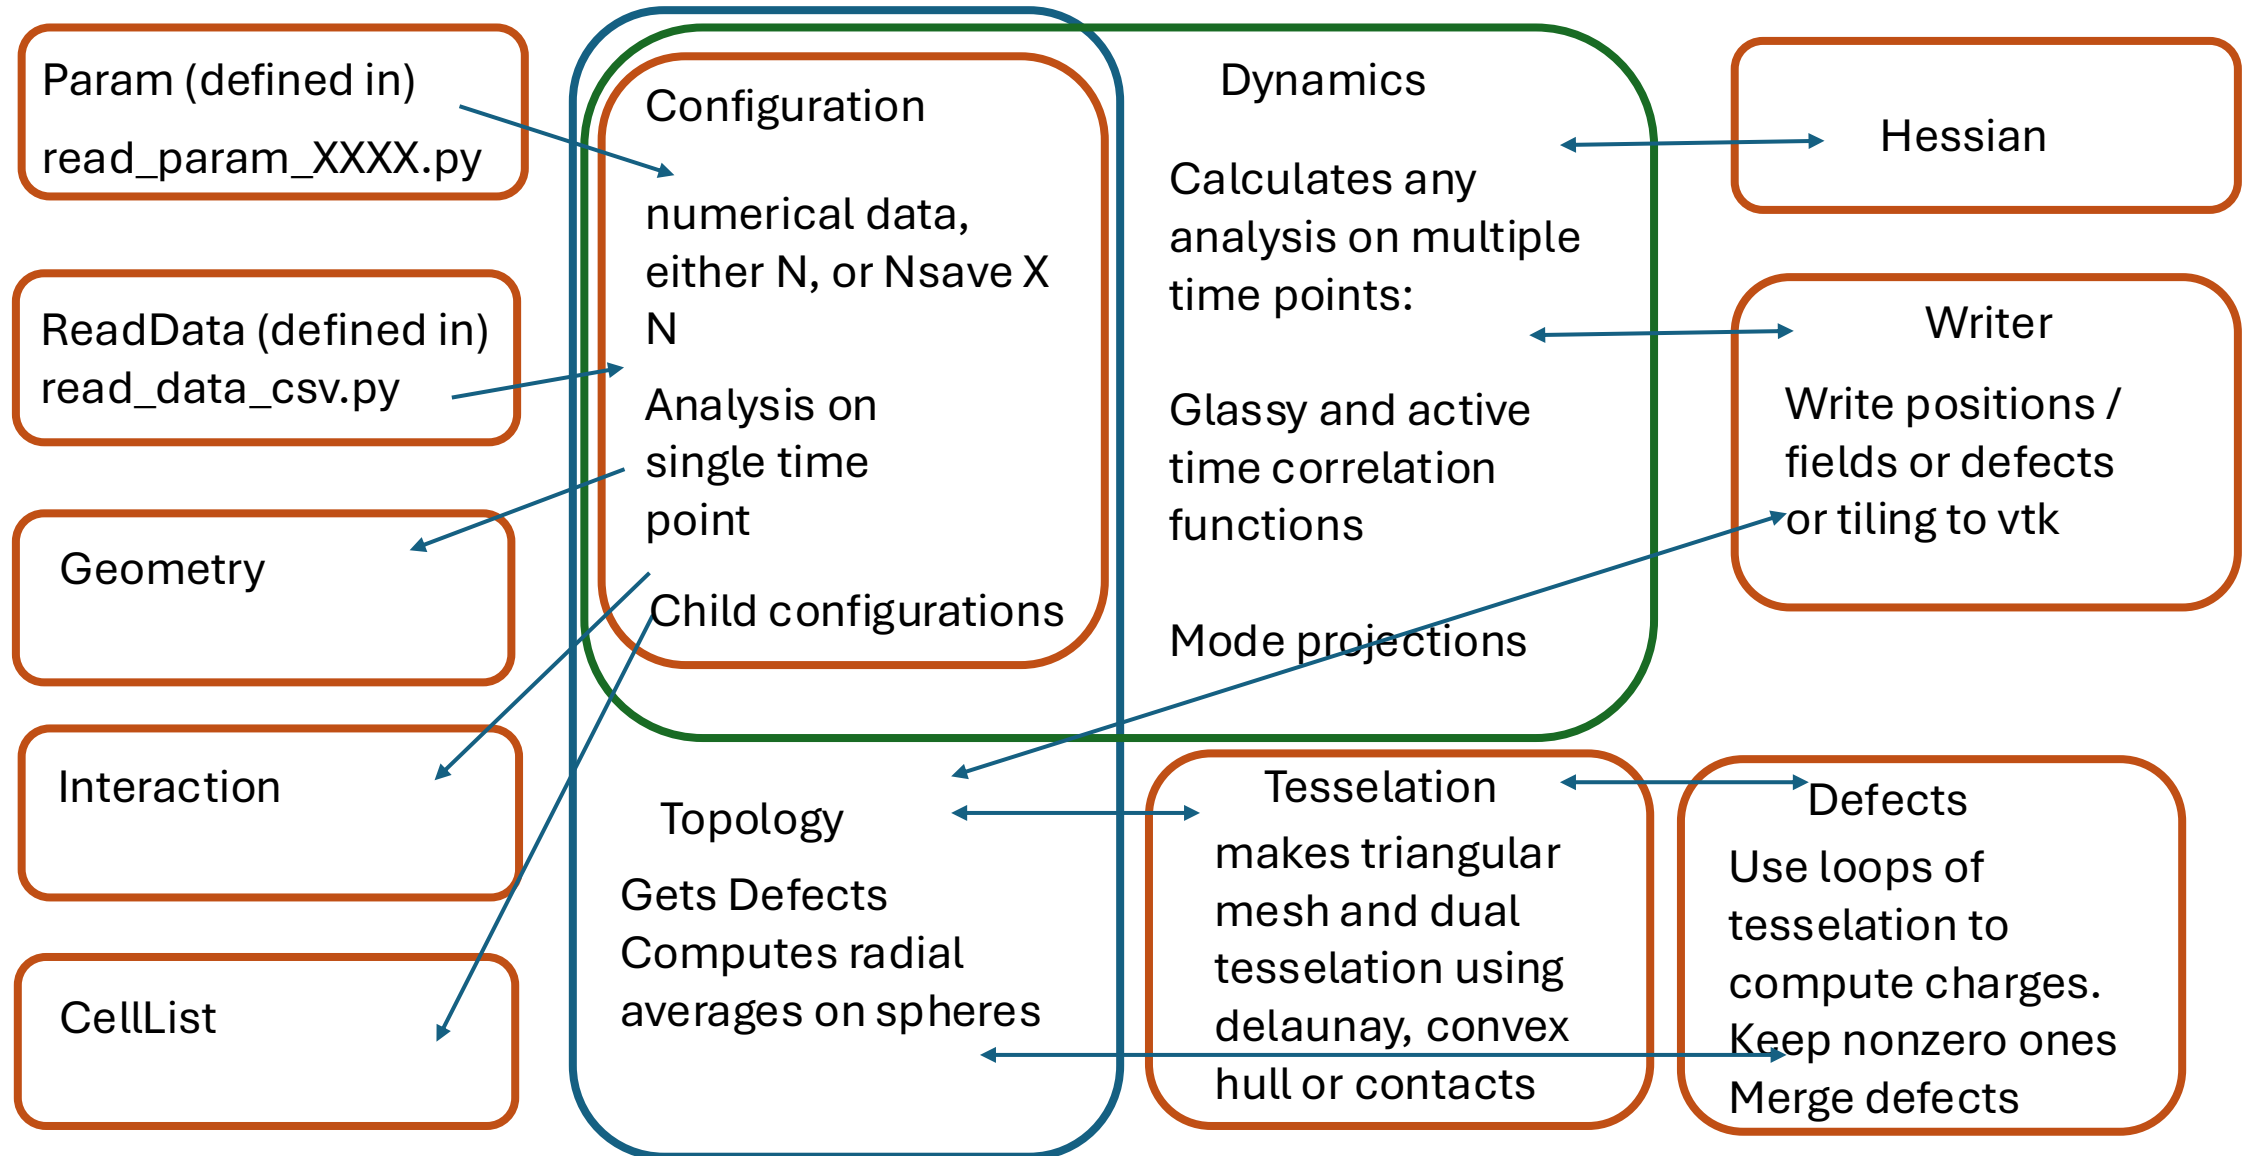 Param (defined in)
read_param_XXXX.py
ReadData (defined in)
read_data_csv.py
Geometry
Interaction
CellList
Configuration
numerical data,
either N, or Nsave X
N
Analysis on
single time
point
Child configurations
Dynamics
Calculates any
analysis on multiple
time points:
Glassy and active
time correlation
functions
Mode projections
Hessian
Writer
Write positions /
fields or defects
or tiling to vtk
Topology
Gets Defects
Computes radial
averages on spheres
Tesselation
makes triangular
mesh and dual
tesselation using
delaunay, convex
hull or contacts
Defects
Use loops of
tesselation to
compute charges.
Keep nonzero ones
Merge defects